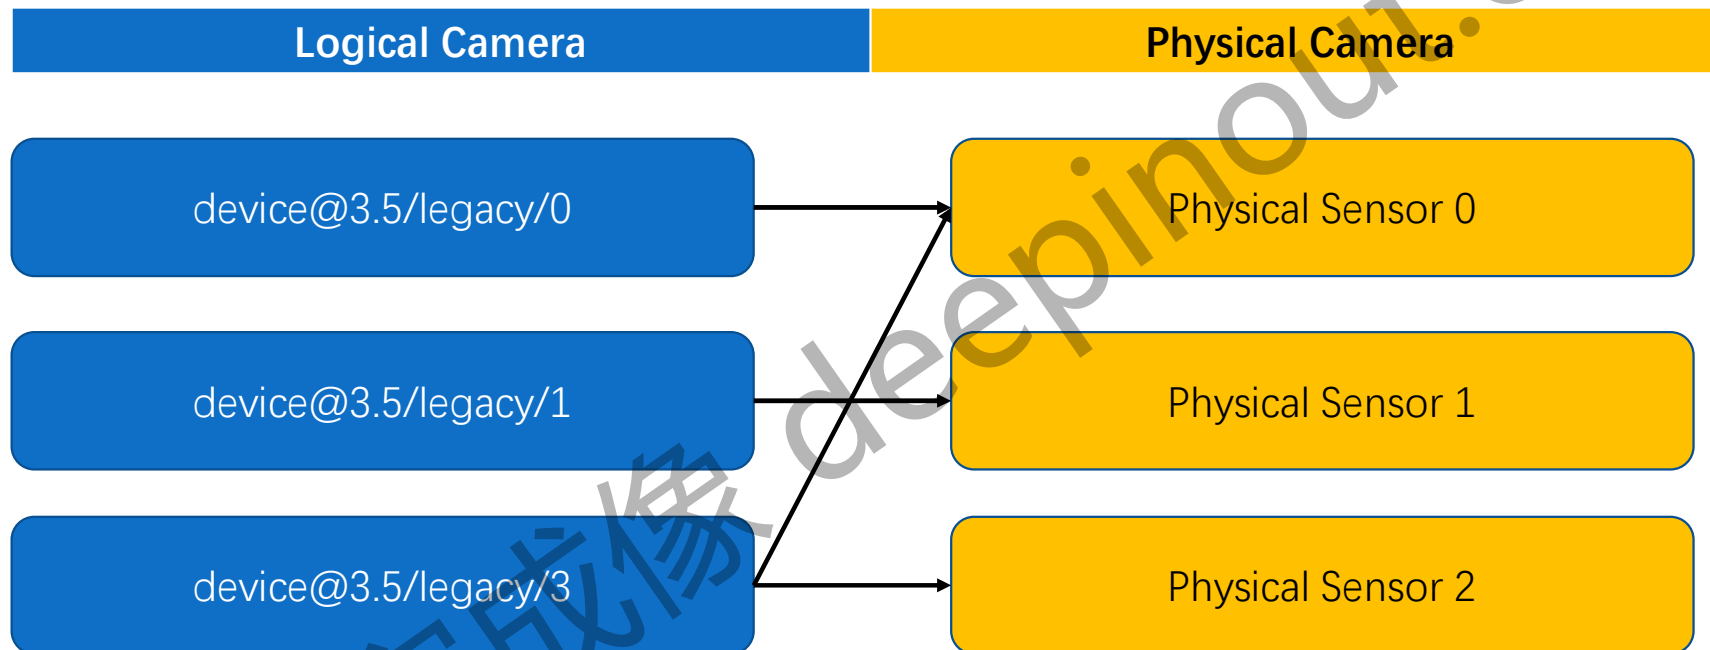 Logical Camera
Physical Camera
device@3.5/legacy/0
Physical Sensor 0
device@3.5/legacy/1
Physical Sensor 1
device@3.5/legacy/3
Physical Sensor 2
成像 deepinout.